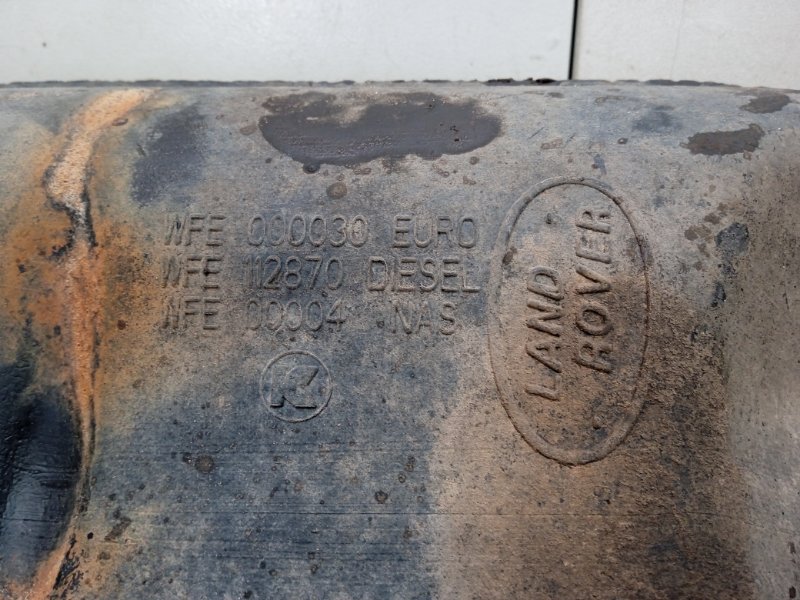 WFE 000030 EURO
WFE 112870 DIESEL
WFE 00004 NAS
LAND
ROVER